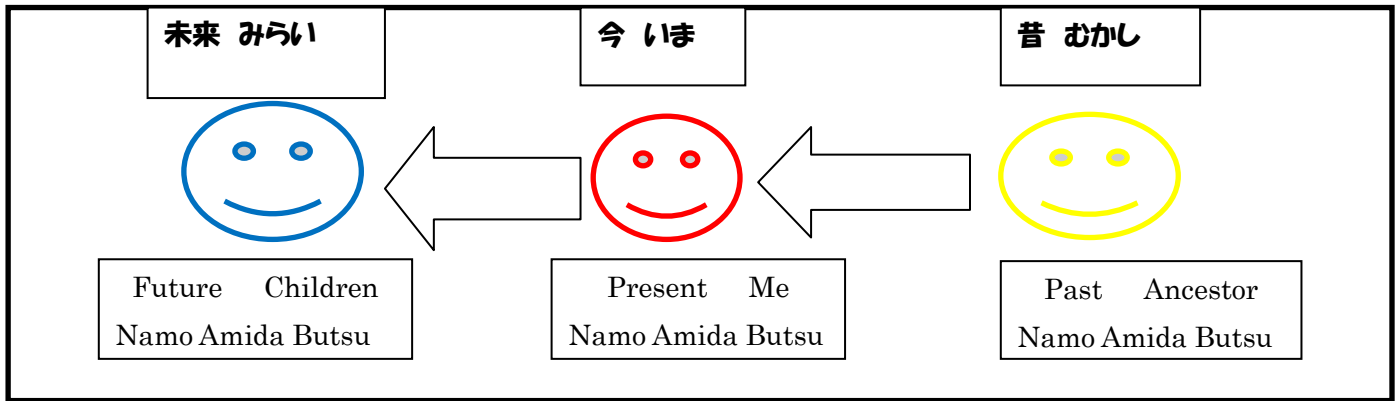 未来 みらい
今 いま
昔 むかし
Future Children
Namo Amida Butsu
Present Me
Namo Amida Butsu
Past Ancestor
Namo Amida Butsu